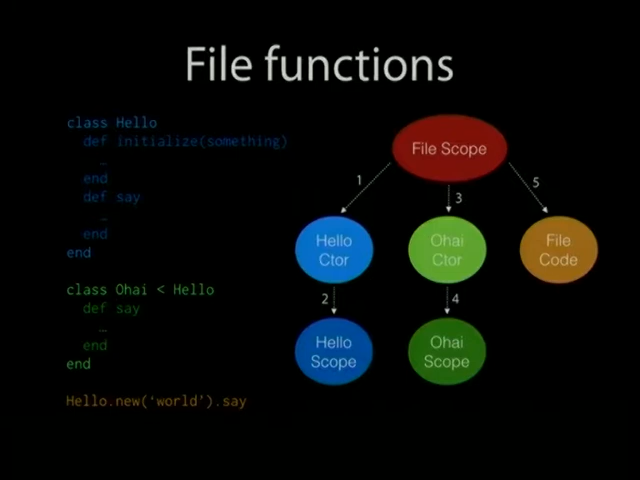 File functions
class Hello
def initialize(something)
…
end
def say
…
end
end
class Ohai < Hello
def say
…
end
end
Hello.new(‘world’).say
File Scope
1
3
5
Hello
Ctor
Ohai
Ctor
File
Code
2
4
Hello
Scope
Ohai
Scope